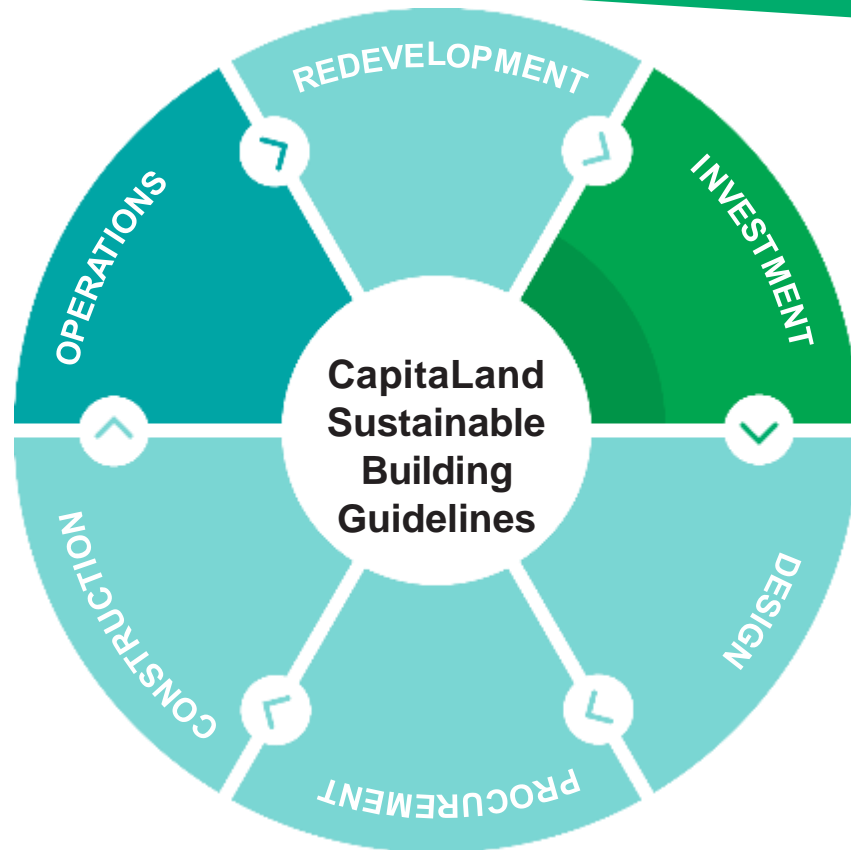 REDEVELOPMENT
INVESTMENT
DESIGN
PROCUREMENT
CONSTRUCTION
OPERATIONS
CapitaLand
Sustainable
Building
Guidelines